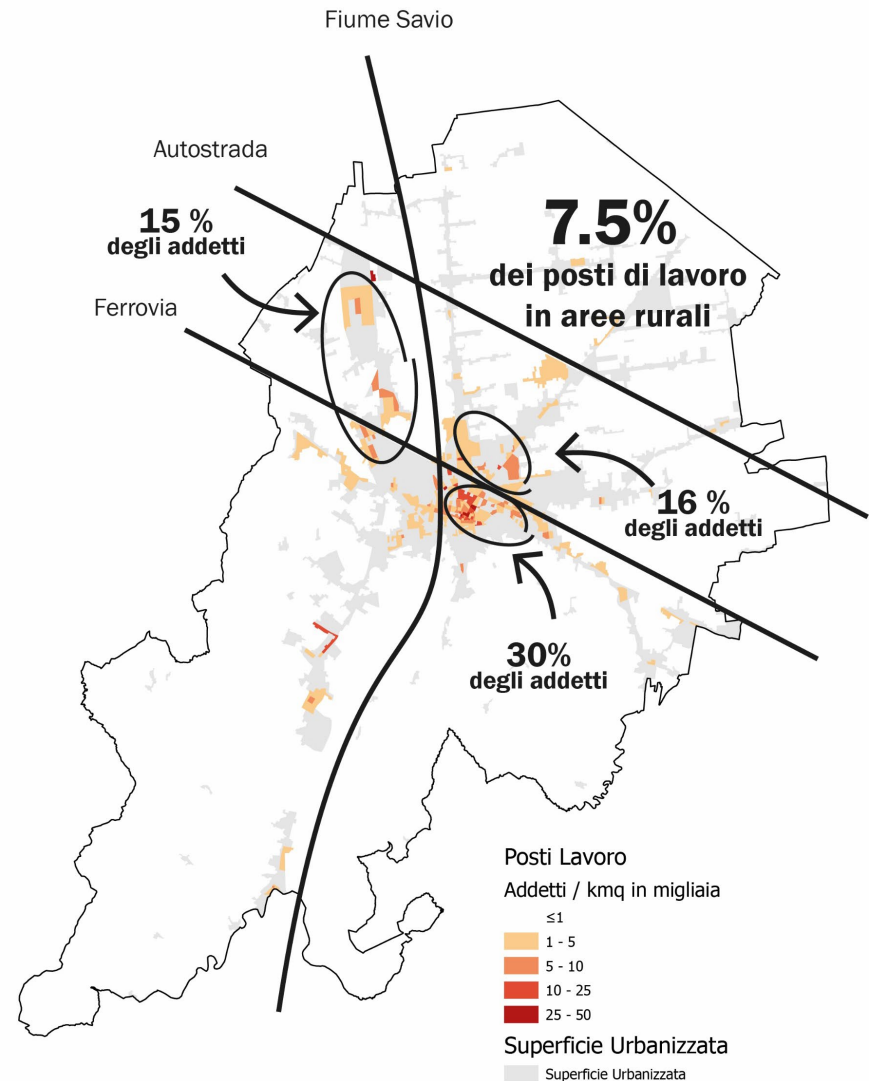 Fiume Savio
Autostrada
15 %
degli addetti
Ferrovia
7.5%
dei posti di lavoro
in aree rurali
16 %
degli addetti
30%
degli addetti
Posti Lavoro
Addetti / kmq in migliaia
≤1
1 - 5
5 - 10
10 - 25
25 - 50
Superficie Urbanizzata
Superficie Urbanizzata